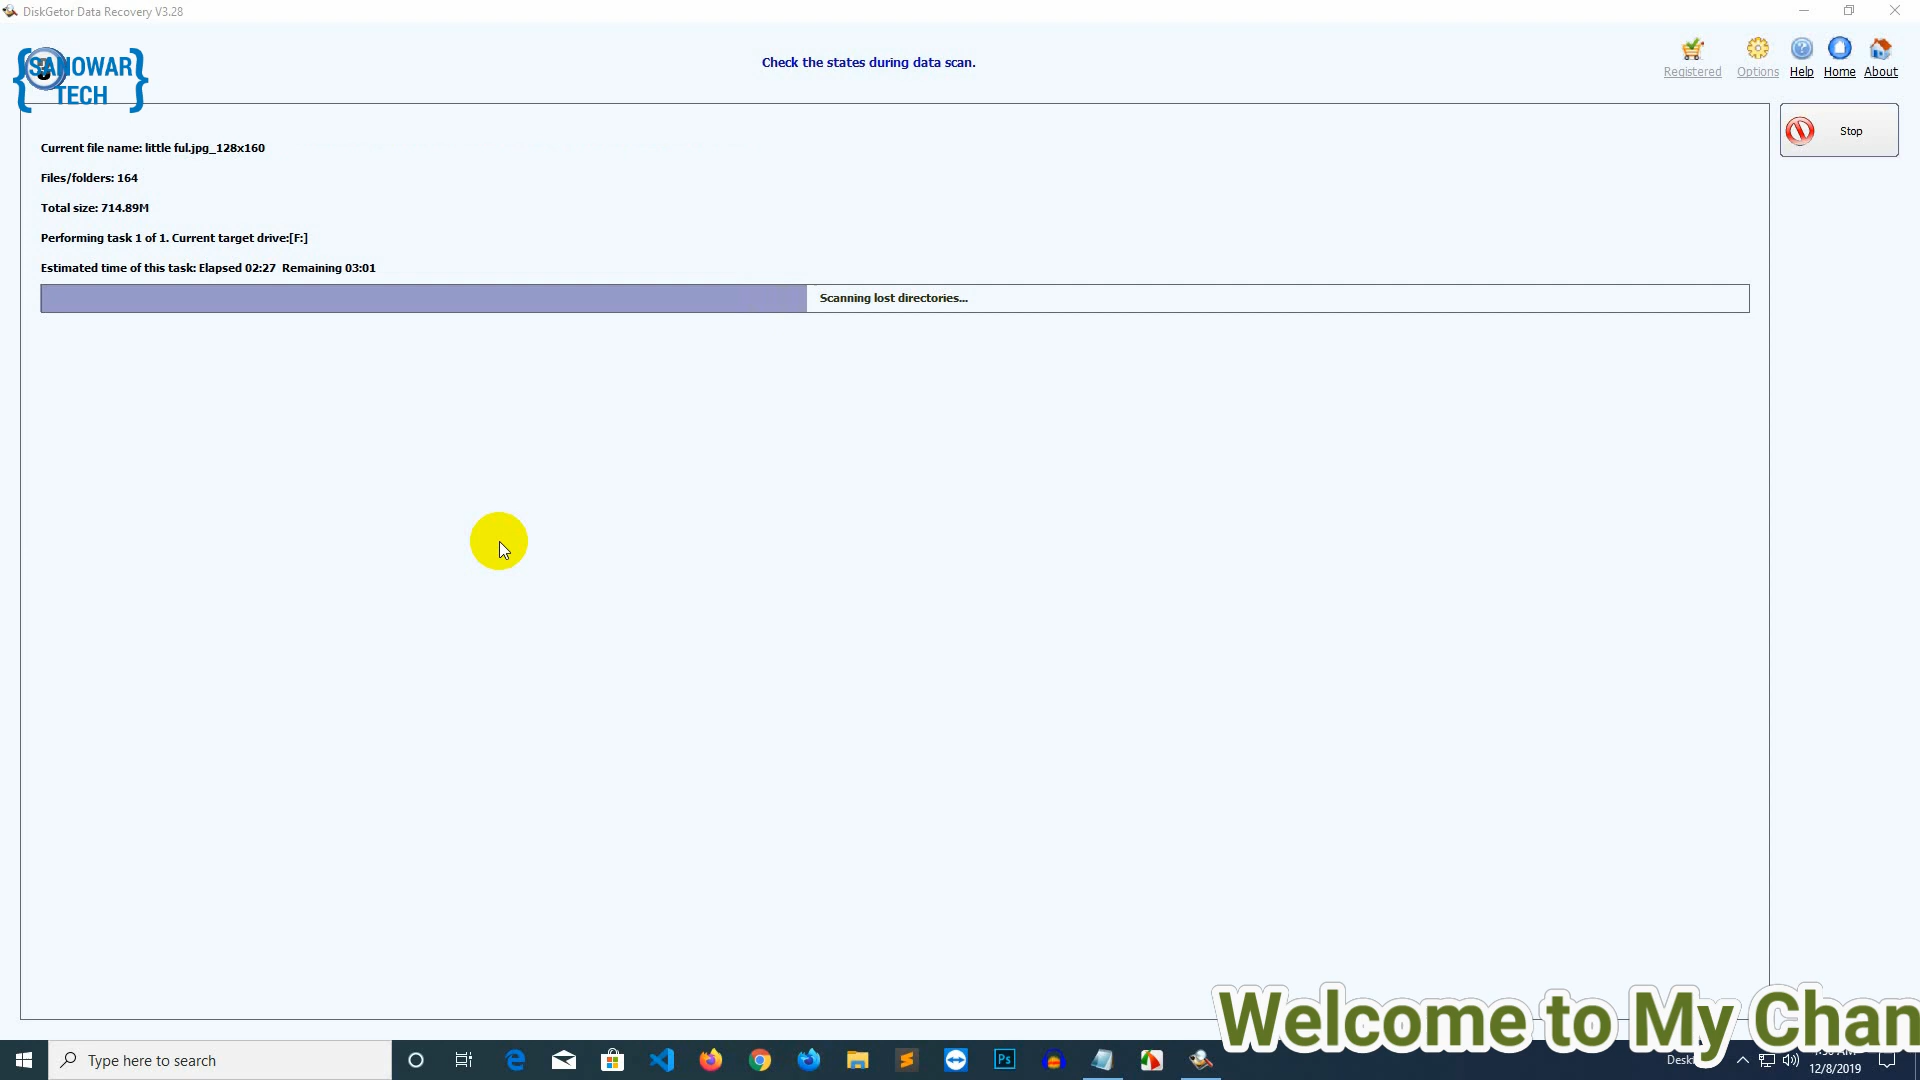 DiskGetor Data Recovery V3.28
SANOWAR
TECH
Check the states during data scan.
Registered
Options
Help
Home
About
Stop
Current file name: little ful.jpg_128x160
Files/folders: 164
Total size: 714.89M
Performing task 1 of 1. Current target drive:[F:]
Estimated time of this task: Elapsed 02:27 Remaining 03:01
Scanning lost directories...
Welcome to My Chan
Type here to search
Ps
12/8/2019